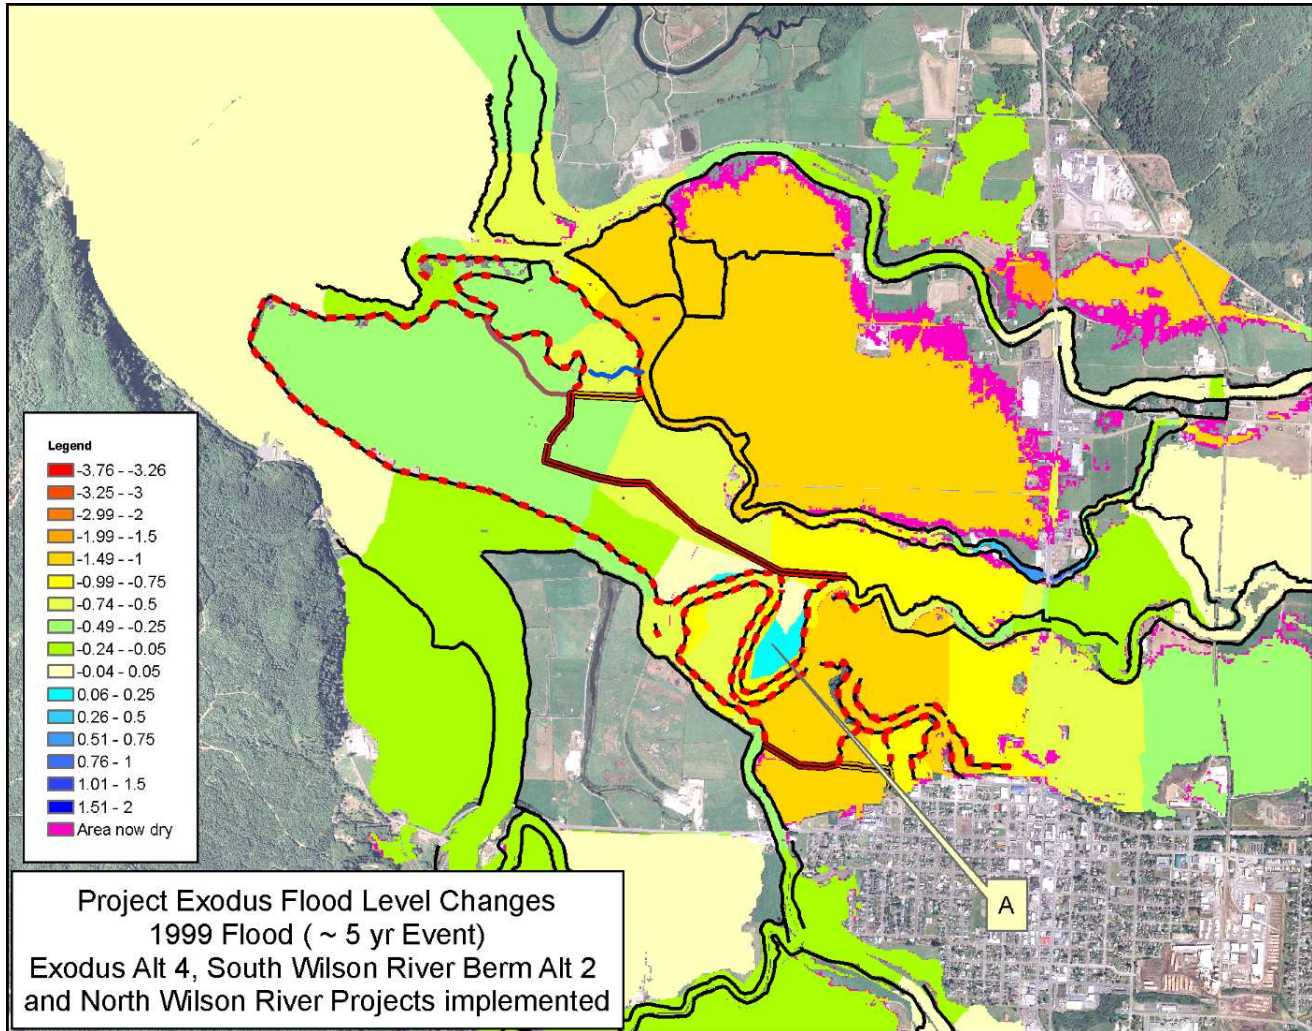 Legend
-3.76 - -3.26
-3.25 - -3
-2.99 - -2
-1.99 - -1.5
-1.49 - -1
-0.99 - -0.75
-0.74 - -0.5
-0.49 - -0.25
-0.24 - -0.05
-0.04 - 0.05
0.06 - 0.25
0.26 - 0.5
0.51 - 0.75
0.76 - 1
1.01 - 1.5
1.51 - 2
Area now dry
A
Project Exodus Flood Level Changes
1999 Flood ( ~ 5 yr Event)
Exodus Alt 4, South Wilson River Berm Alt 2
and North Wilson River Projects implemented